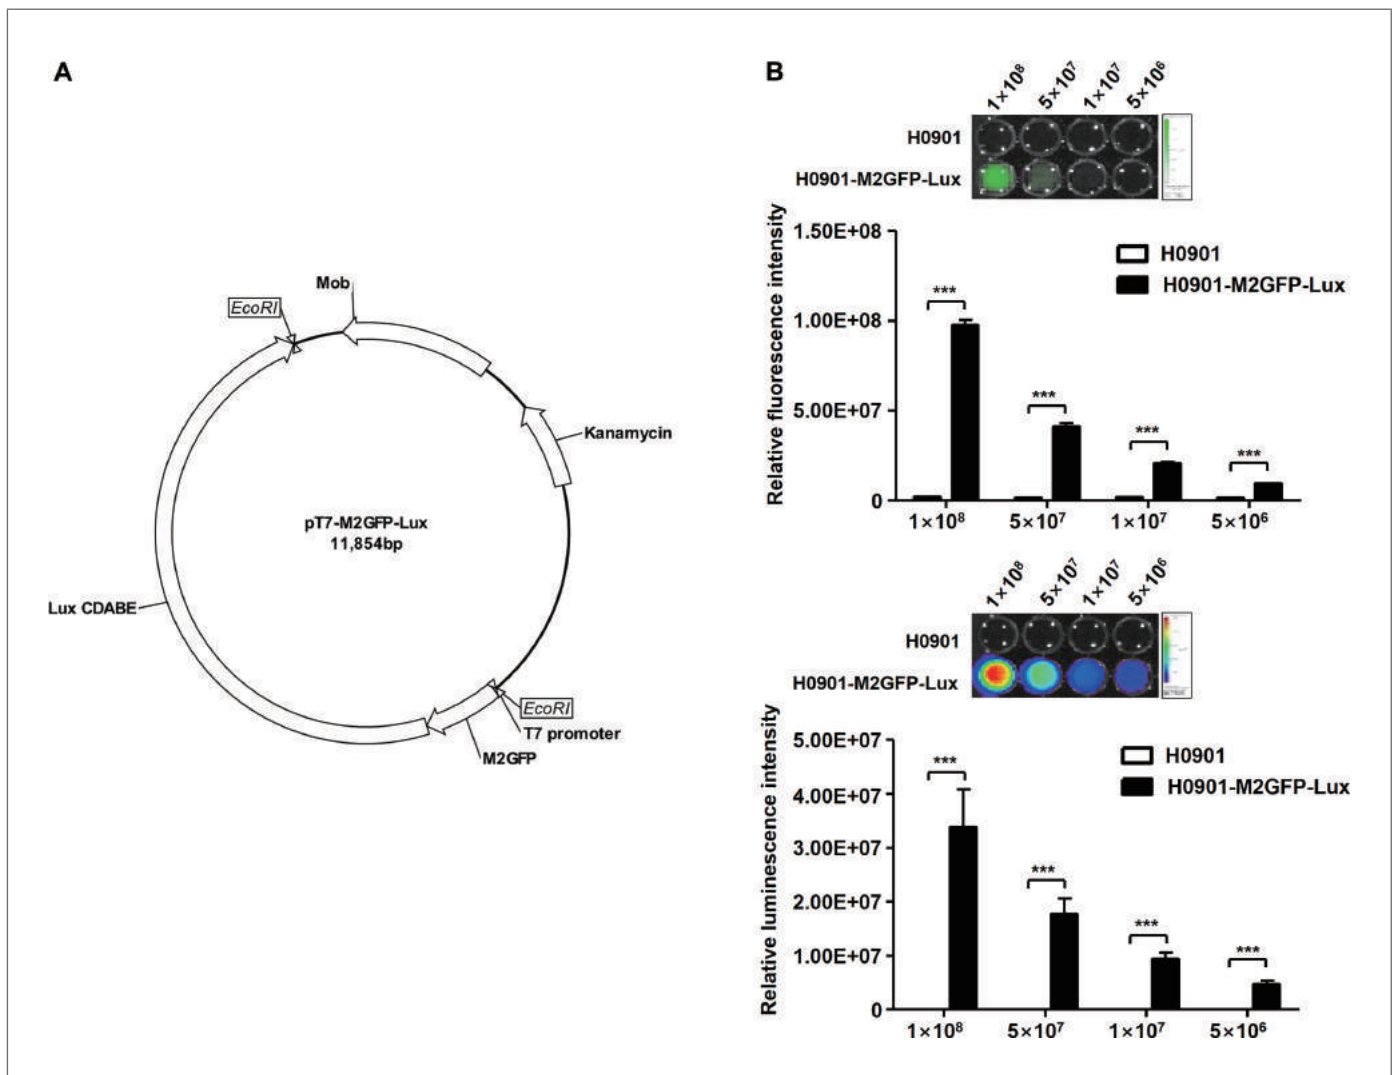 A
Mob
EcoRI
Kanamycin
pT7-M2GFP-Lux
11,854bp
Lux CDABE
EcoRI
T7 promoter
M2GFP
B
1×10⁸ 5×10⁷ 1×10⁷ 5×10⁶
H0901
H0901-M2GFP-Lux
Relative fluorescence intensity
1.50E+08
1.00E+08
5.00E+07
0
H0901
H0901-M2GFP-Lux
***
***
***
***
1×10⁸ 5×10⁷ 1×10⁷ 5×10⁶
1×10⁸ 5×10⁷ 1×10⁷ 5×10⁶
H0901
H0901-M2GFP-Lux
Relative luminescence intensity
5.00E+07
4.00E+07
3.00E+07
2.00E+07
1.00E+07
0
H0901
H0901-M2GFP-Lux
***
***
***
***
1×10⁸ 5×10⁷ 1×10⁷ 5×10⁶